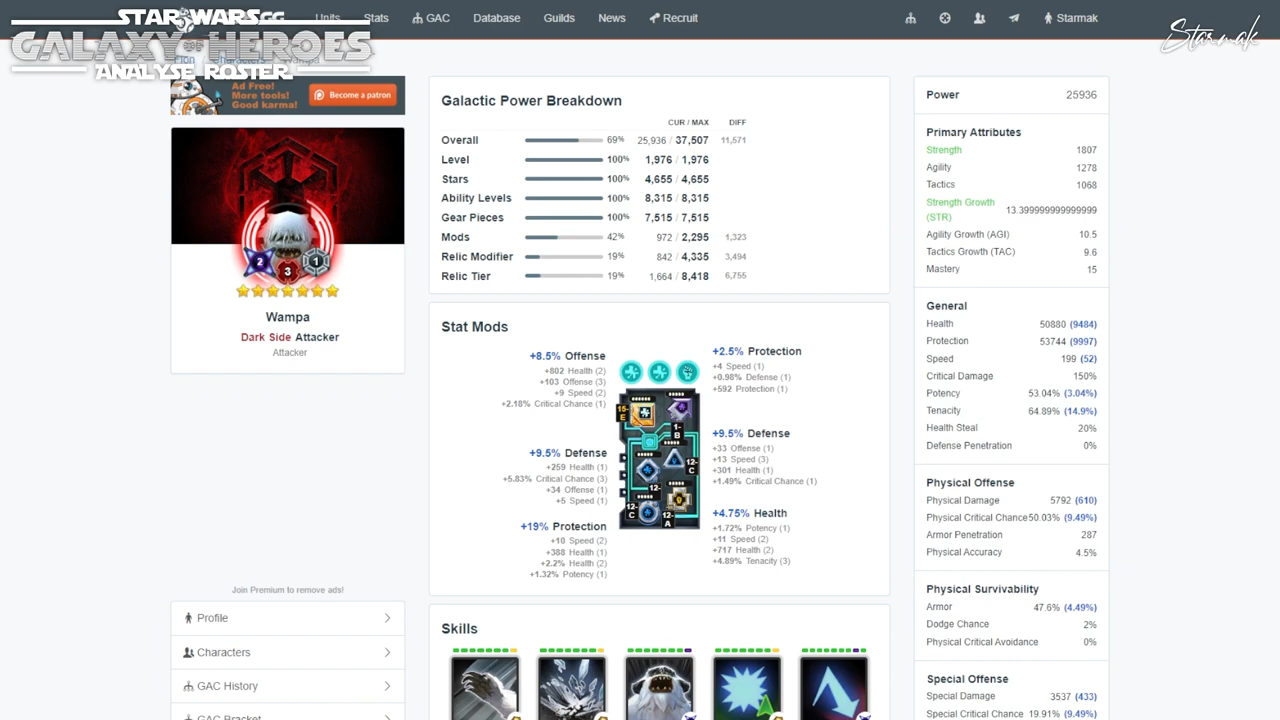 STAR WARS.GG
GALAXY HEROES
ANALYSE ROSTER
Units Stats GAC Database Guilds News Recruit Starmak
Starmak
Ad Free!
More tools!
Good karma!
Become a patron
2
3
1
Wampa
Dark Side Attacker
Attacker
Join Premium to remove ads!
Profile
Characters
GAC History
GAC Bracket
Galactic Power Breakdown
CUR / MAX DIFF
Overall 69% 25,936 / 37,507 11,571
Level 100% 1,976 / 1,976
Stars 100% 4,655 / 4,655
Ability Levels 100% 8,315 / 8,315
Gear Pieces 100% 7,515 / 7,515
Mods 42% 972 / 2,295 1,323
Relic Modifier 19% 842 / 4,335 3,494
Relic Tier 19% 1,664 / 8,418 6,755
Stat Mods
+8.5% Offense
+802 Health (2)
+103 Offense (3)
+9 Speed (2)
+2.18% Critical Chance (1)
+2.5% Protection
+4 Speed (1)
+0.98% Defense (1)
+592 Protection (1)
+9.5% Defense
+259 Health (1)
+5.83% Critical Chance (3)
+34 Offense (1)
+5 Speed (1)
+9.5% Defense
+33 Offense (1)
+13 Speed (3)
+301 Health (1)
+1.49% Critical Chance (1)
+19% Protection
+10 Speed (2)
+388 Health (1)
+2.2% Health (2)
+1.32% Potency (1)
+4.75% Health
+1.72% Potency (1)
+11 Speed (2)
+717 Health (2)
+4.89% Tenacity (3)
15-E
1-B
12-C
12-
12-C
12-A
Skills
Power 25936
Primary Attributes
Strength 1807
Agility 1278
Tactics 1068
Strength Growth
(STR) 13.399999999999999
Agility Growth (AGI) 10.5
Tactics Growth (TAC) 9.6
Mastery 15
General
Health 50880 (9484)
Protection 53744 (9997)
Speed 199 (52)
Critical Damage 150%
Potency 53.04% (3.04%)
Tenacity 64.89% (14.9%)
Health Steal 20%
Defense Penetration 0%
Physical Offense
Physical Damage 5792 (610)
Physical Critical Chance 50.03% (9.49%)
Armor Penetration 287
Physical Accuracy 4.5%
Physical Survivability
Armor 47.6% (4.49%)
Dodge Chance 2%
Physical Critical Avoidance 0%
Special Offense
Special Damage 3537 (433)
Special Critical Chance 19.91% (9.49%)